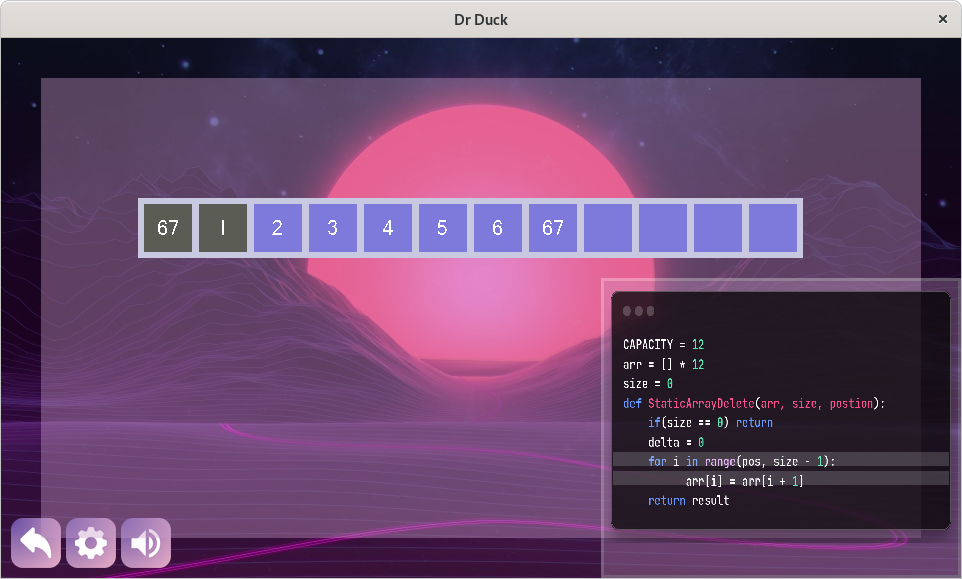 Dr Duck ×
67 1 2 3 4 5 6 67
CAPACITY = 12
arr = [] * 12
size = 0
def StaticArrayDelete(arr, size, postion):
if(size == 0) return
delta = 0
for i in range(pos, size - 1):
arr[i] = arr[i + 1]
return result